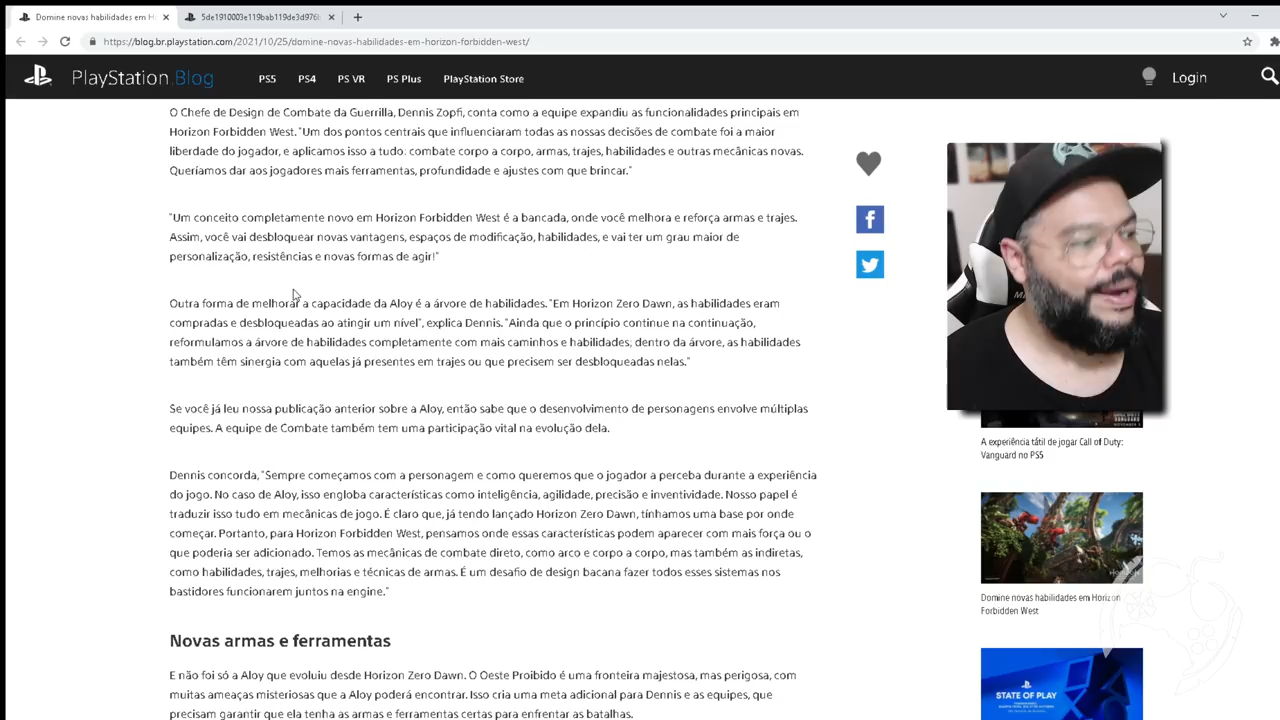 Domine novas habilidades em H
5de1910003e119bab119de3d976b
https://blog.br.playstation.com/2021/10/25/domine-novas-habilidades-em-horizon-forbidden-west/
PlayStation.Blog
PS5
PS4
PS VR
PS Plus
PlayStation Store
Login
O Chefe de Design de Combate da Guerrilla, Dennis Zopfi, conta como a equipe expandiu as funcionalidades principais em
Horizon Forbidden West. "Um dos pontos centrais que influenciaram todas as nossas decisões de combate foi a maior
liberdade do jogador, e aplicamos isso a tudo: combate corpo a corpo, armas, trajes, habilidades e outras mecânicas novas.
Queríamos dar aos jogadores mais ferramentas, profundidade e ajustes com que brincar."
"Um conceito completamente novo em Horizon Forbidden West é a bancada, onde você melhora e reforça armas e trajes.
Assim, você vai desbloquear novas vantagens, espaços de modificação, habilidades, e vai ter um grau maior de
personalização, resistências e novas formas de agir!"
Outra forma de melhorar a capacidade da Aloy é a árvore de habilidades. "Em Horizon Zero Dawn, as habilidades eram
compradas e desbloqueadas ao atingir um nível", explica Dennis. "Ainda que o princípio continue na continuação,
reformulamos a árvore de habilidades completamente com mais caminhos e habilidades; dentro da árvore, as habilidades
também têm sinergia com aquelas já presentes em trajes ou que precisem ser desbloqueadas nelas."
Se você já leu nossa publicação anterior sobre a Aloy, então sabe que o desenvolvimento de personagens envolve múltiplas
equipes. A equipe de Combate também tem uma participação vital na evolução dela.
Dennis concorda, "Sempre começamos com a personagem e como queremos que o jogador a perceba durante a experiência
do jogo. No caso de Aloy, isso engloba características como inteligência, agilidade, precisão e inventividade. Nosso papel é
traduzir isso tudo em mecânicas de jogo. É claro que, já tendo lançado Horizon Zero Dawn, tínhamos uma base por onde
começar. Portanto, para Horizon Forbidden West, pensamos onde essas características podem aparecer com mais força ou o
que poderia ser adicionado. Temos as mecânicas de combate direto, como arco e corpo a corpo, mas também as indiretas,
como habilidades, trajes, melhorias e técnicas de armas. É um desafio de design bacana fazer todos esses sistemas nos
bastidores funcionarem juntos na engine."
Novas armas e ferramentas
E não foi só a Aloy que evoluiu desde Horizon Zero Dawn. O Oeste Proibido é uma fronteira majestosa, mas perigosa, com
muitas ameaças misteriosas que a Aloy poderá encontrar. Isso cria uma meta adicional para Dennis e as equipes, que
precisam garantir que ela tenha as armas e ferramentas certas para enfrentar as batalhas.
A experiência tátil de jogar Call of Duty:
Vanguard no PS5
Domine novas habilidades em Horizon
Forbidden West
STATE OF PLAY